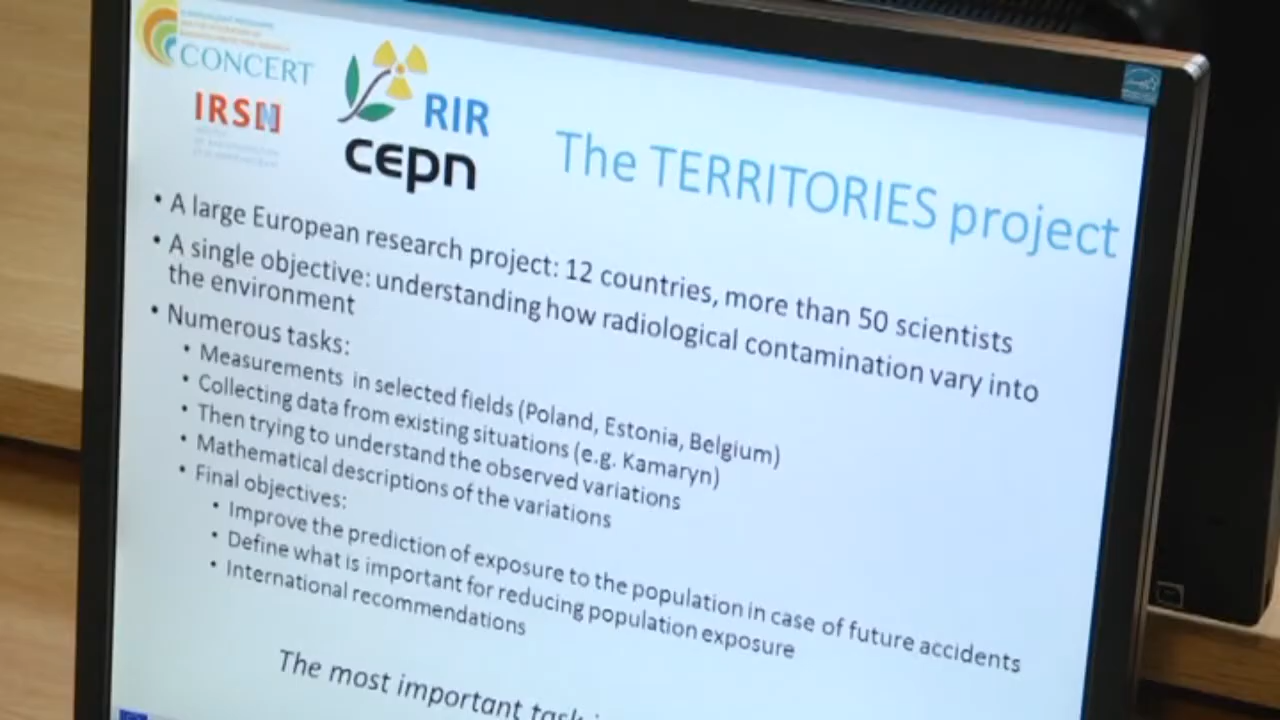 CONCERT
IRSN
RIR
cepn
The TERRITORIES project
• A large European research project: 12 countries, more than 50 scientists
• A single objective: understanding how radiological contamination vary into
the environment
• Numerous tasks:
• Measurements in selected fields (Poland, Estonia, Belgium)
• Collecting data from existing situations (e.g. Kamaryn)
• Then trying to understand the observed variations
• Mathematical descriptions of the variations
• Final objectives:
• Improve the prediction of exposure to the population in case of future accidents
• Define what is important for reducing population exposure
• International recommendations
The most important task